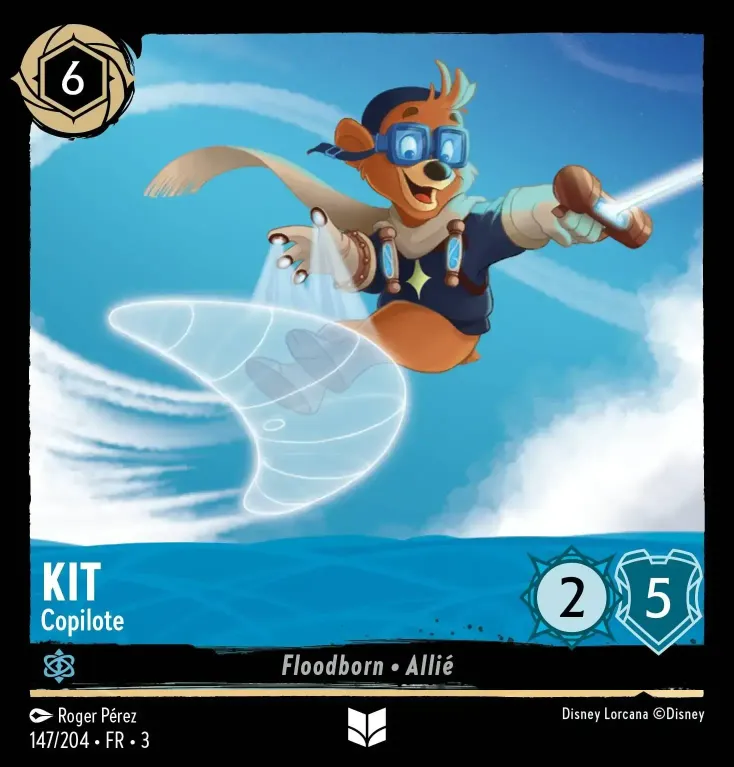 6
KIT
Copilote
2
5
Floodborn • Allié
Roger Pérez
Disney Lorcana ©Disney
147/204 • FR • 3